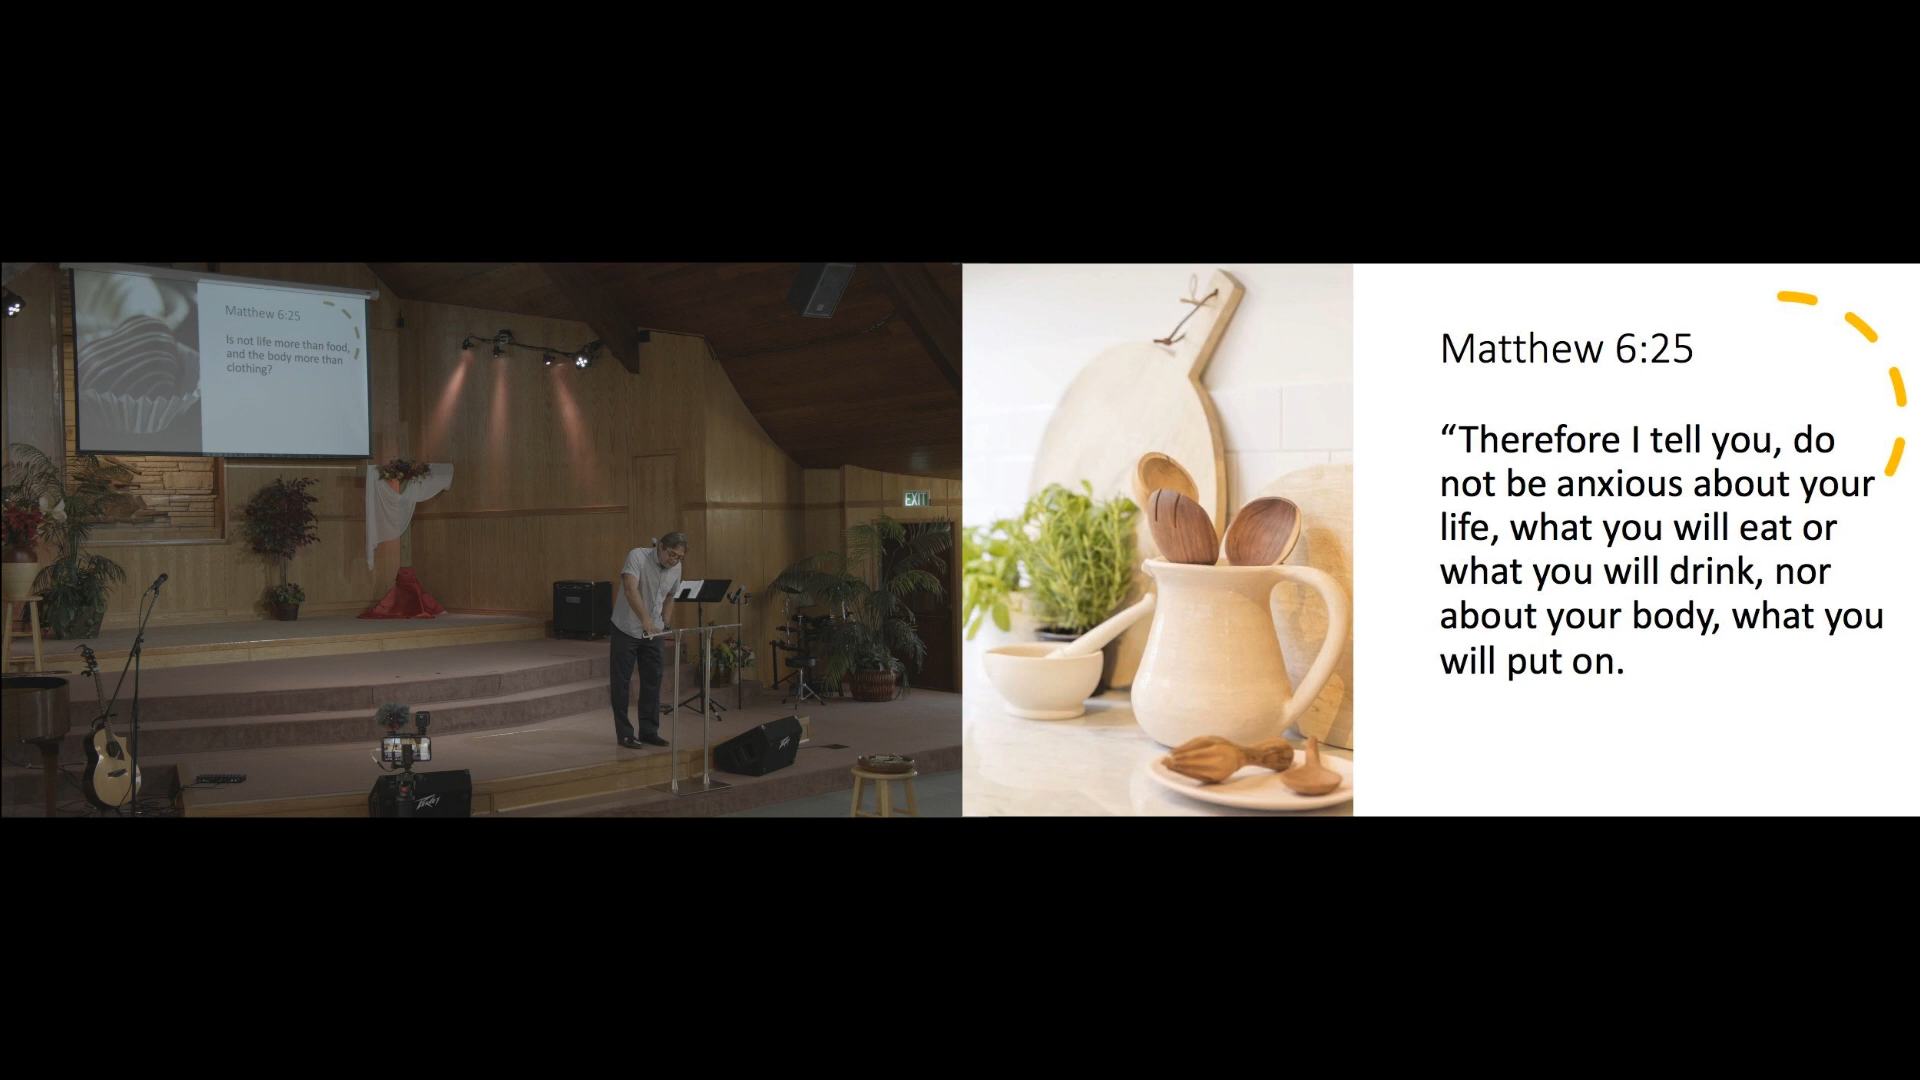 Matthew 6:25
Is not life more than food,
and the body more than
clothing?
EXIT
PEAVEY
Matthew 6:25
“Therefore I tell you, do
not be anxious about your
life, what you will eat or
what you will drink, nor
about your body, what you
will put on.